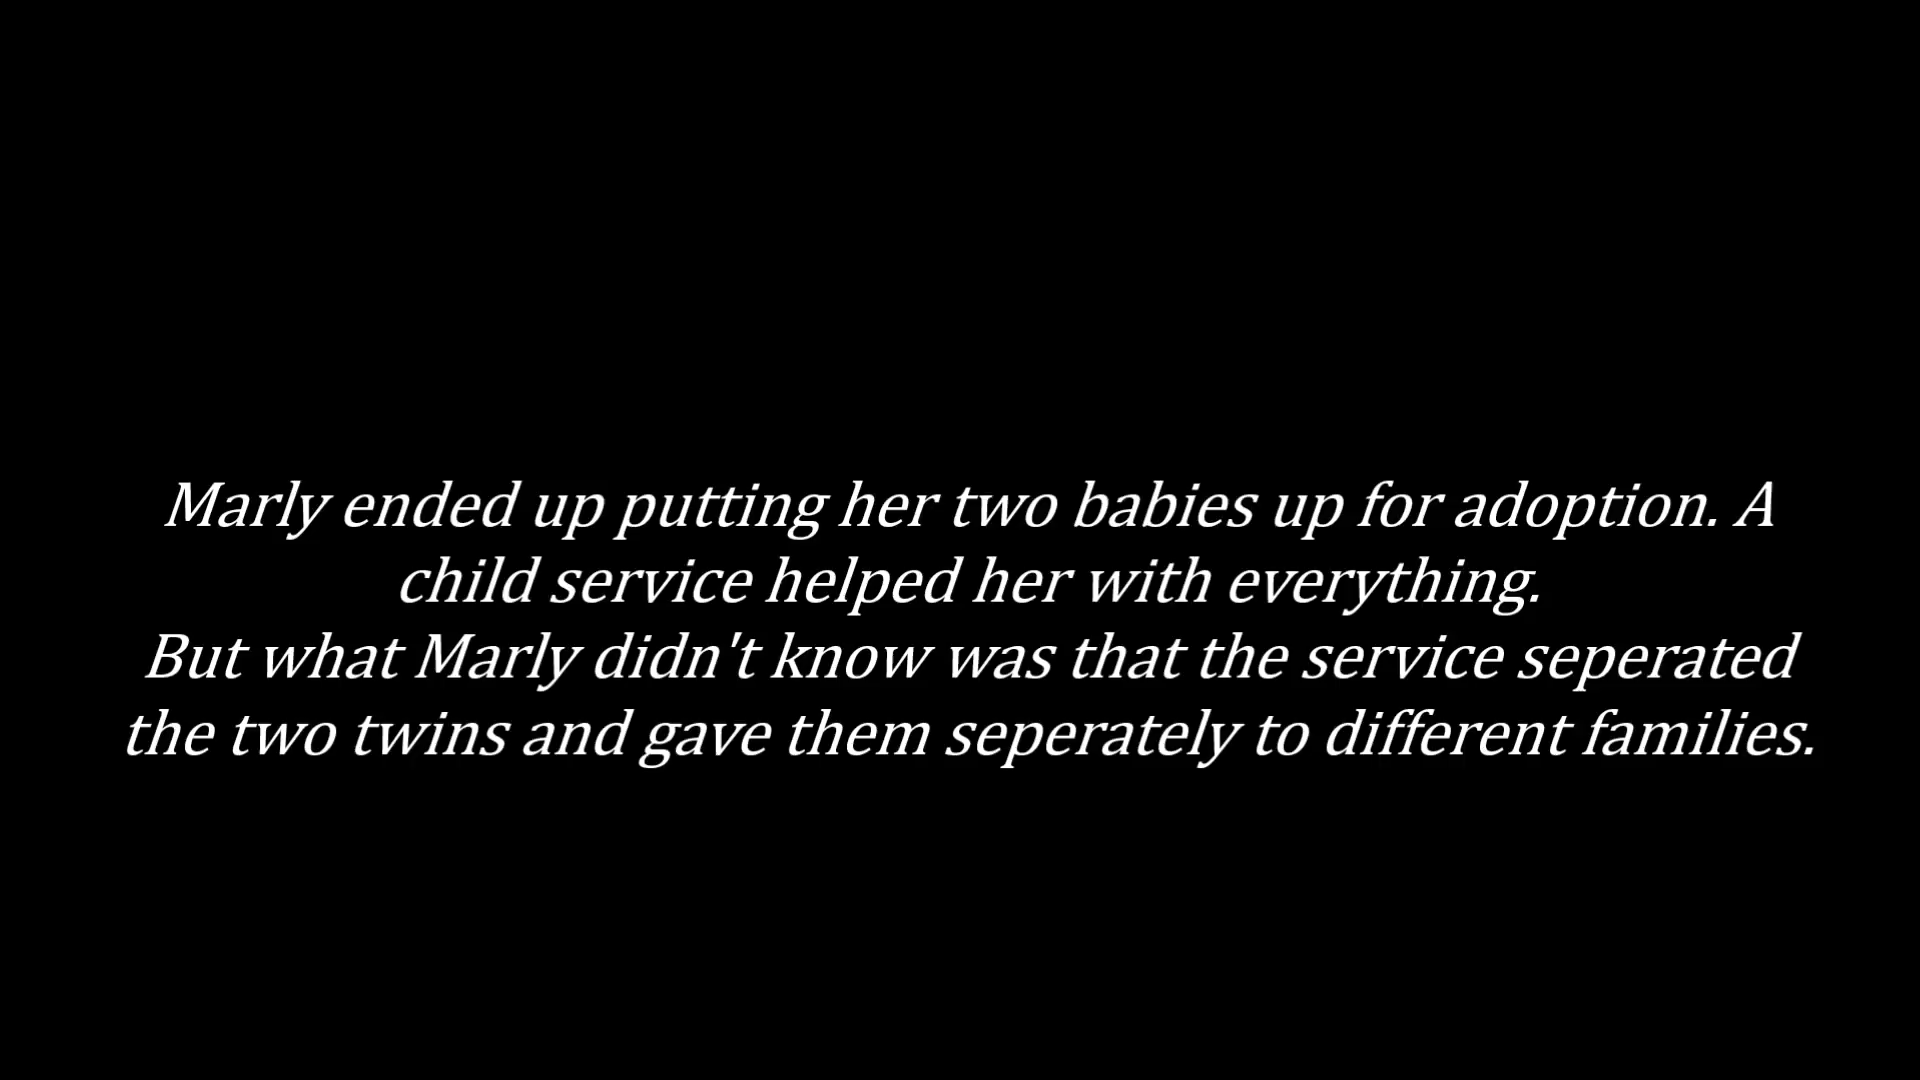 Marly ended up putting her two babies up for adoption. A
child service helped her with everything.
But what Marly didn't know was that the service seperated
the two twins and gave them seperately to different families.